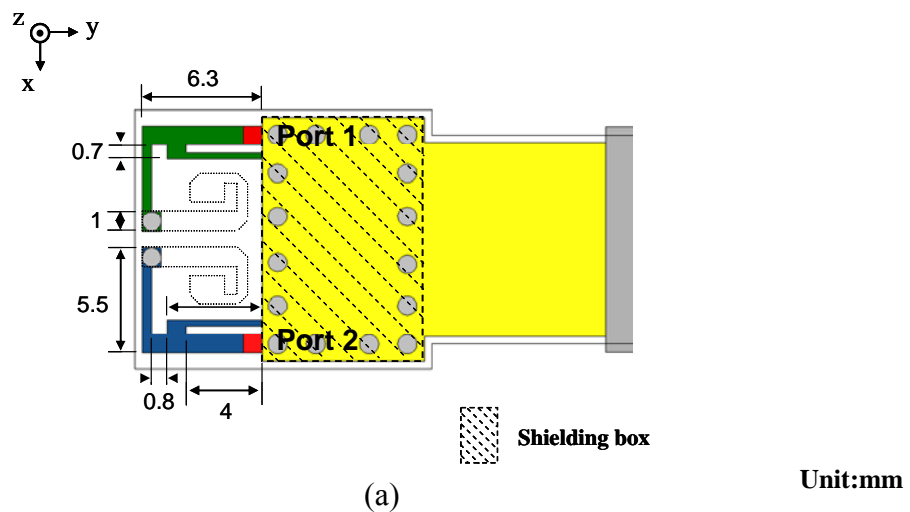 z
y
x
6.3
Port 1
0.7
1
5.5
Port 2
0.8
4
Shielding box
Unit:mm
(a)